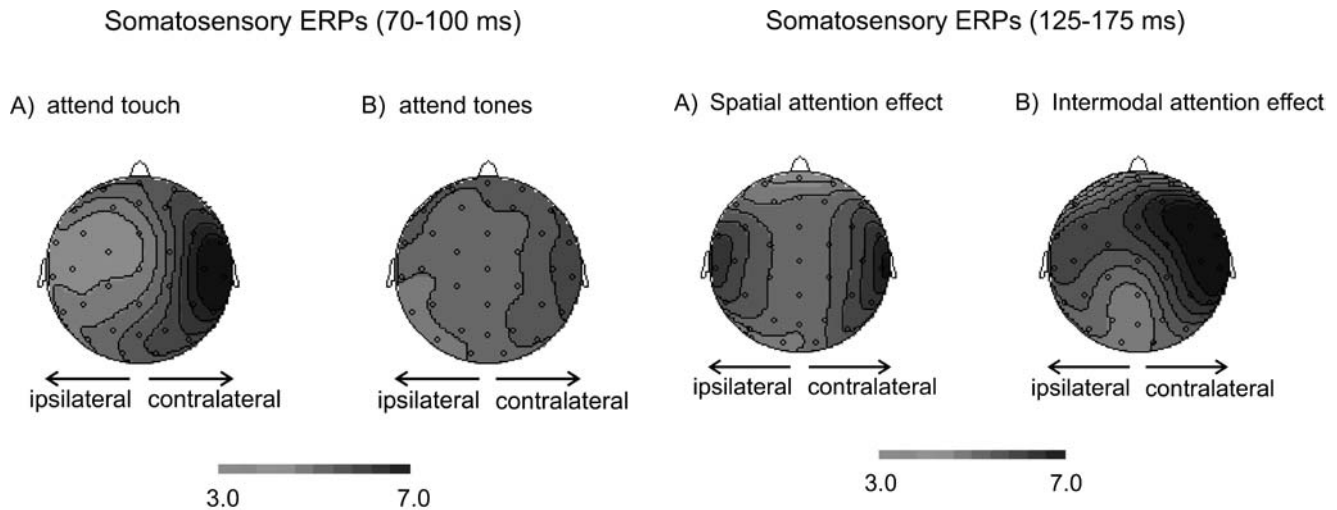 Somatosensory ERPs (70-100 ms)
Somatosensory ERPs (125-175 ms)
A) attend touch
B) attend tones
A) Spatial attention effect
B) Intermodal attention effect
ipsilateral contralateral
ipsilateral contralateral
ipsilateral contralateral
ipsilateral contralateral
3.0 7.0
3.0 7.0